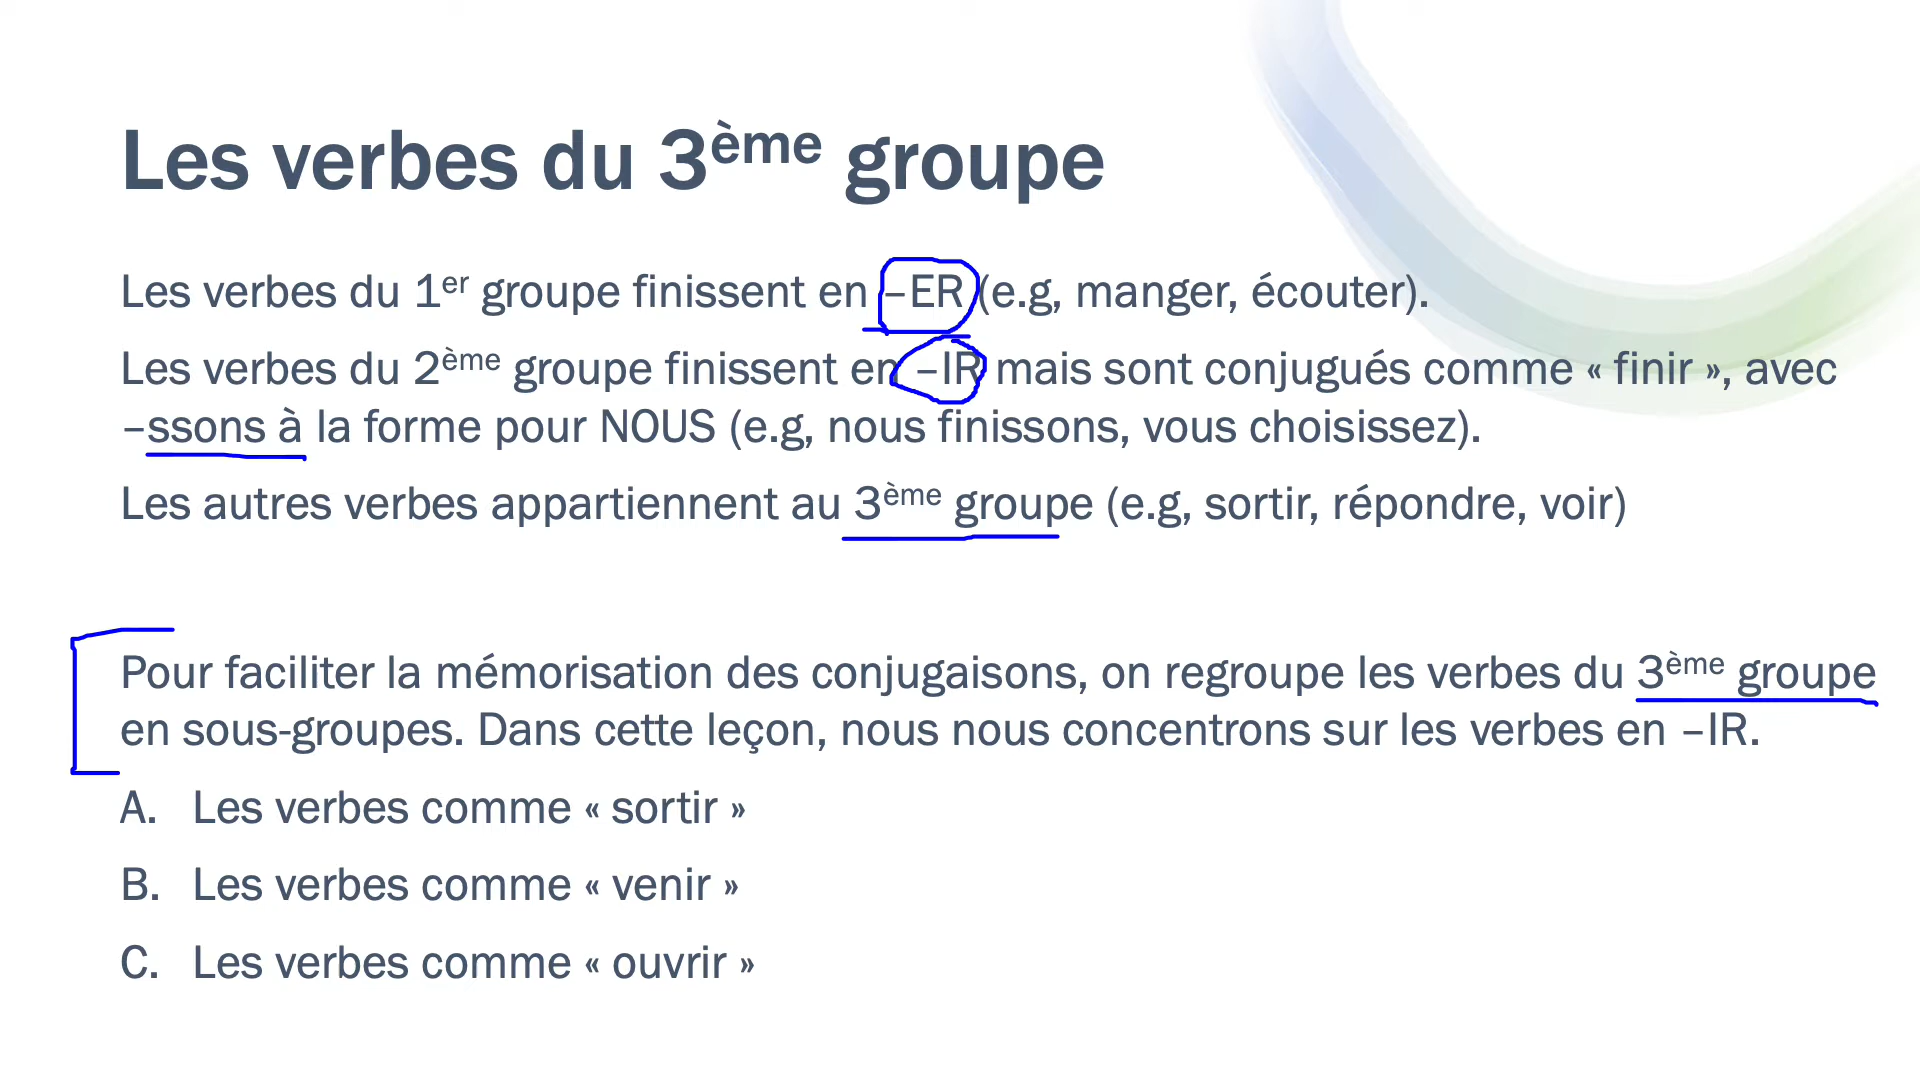 Les verbes du 3ème groupe
Les verbes du 1er groupe finissent en –ER (e.g, manger, écouter).
Les verbes du 2ème groupe finissent en –IR mais sont conjugués comme « finir », avec
–ssons à la forme pour NOUS (e.g, nous finissons, vous choisissez).
Les autres verbes appartiennent au 3ème groupe (e.g, sortir, répondre, voir)
Pour faciliter la mémorisation des conjugaisons, on regroupe les verbes du 3ème groupe
en sous-groupes. Dans cette leçon, nous nous concentrons sur les verbes en –IR.
A. Les verbes comme « sortir »
B. Les verbes comme « venir »
C. Les verbes comme « ouvrir »